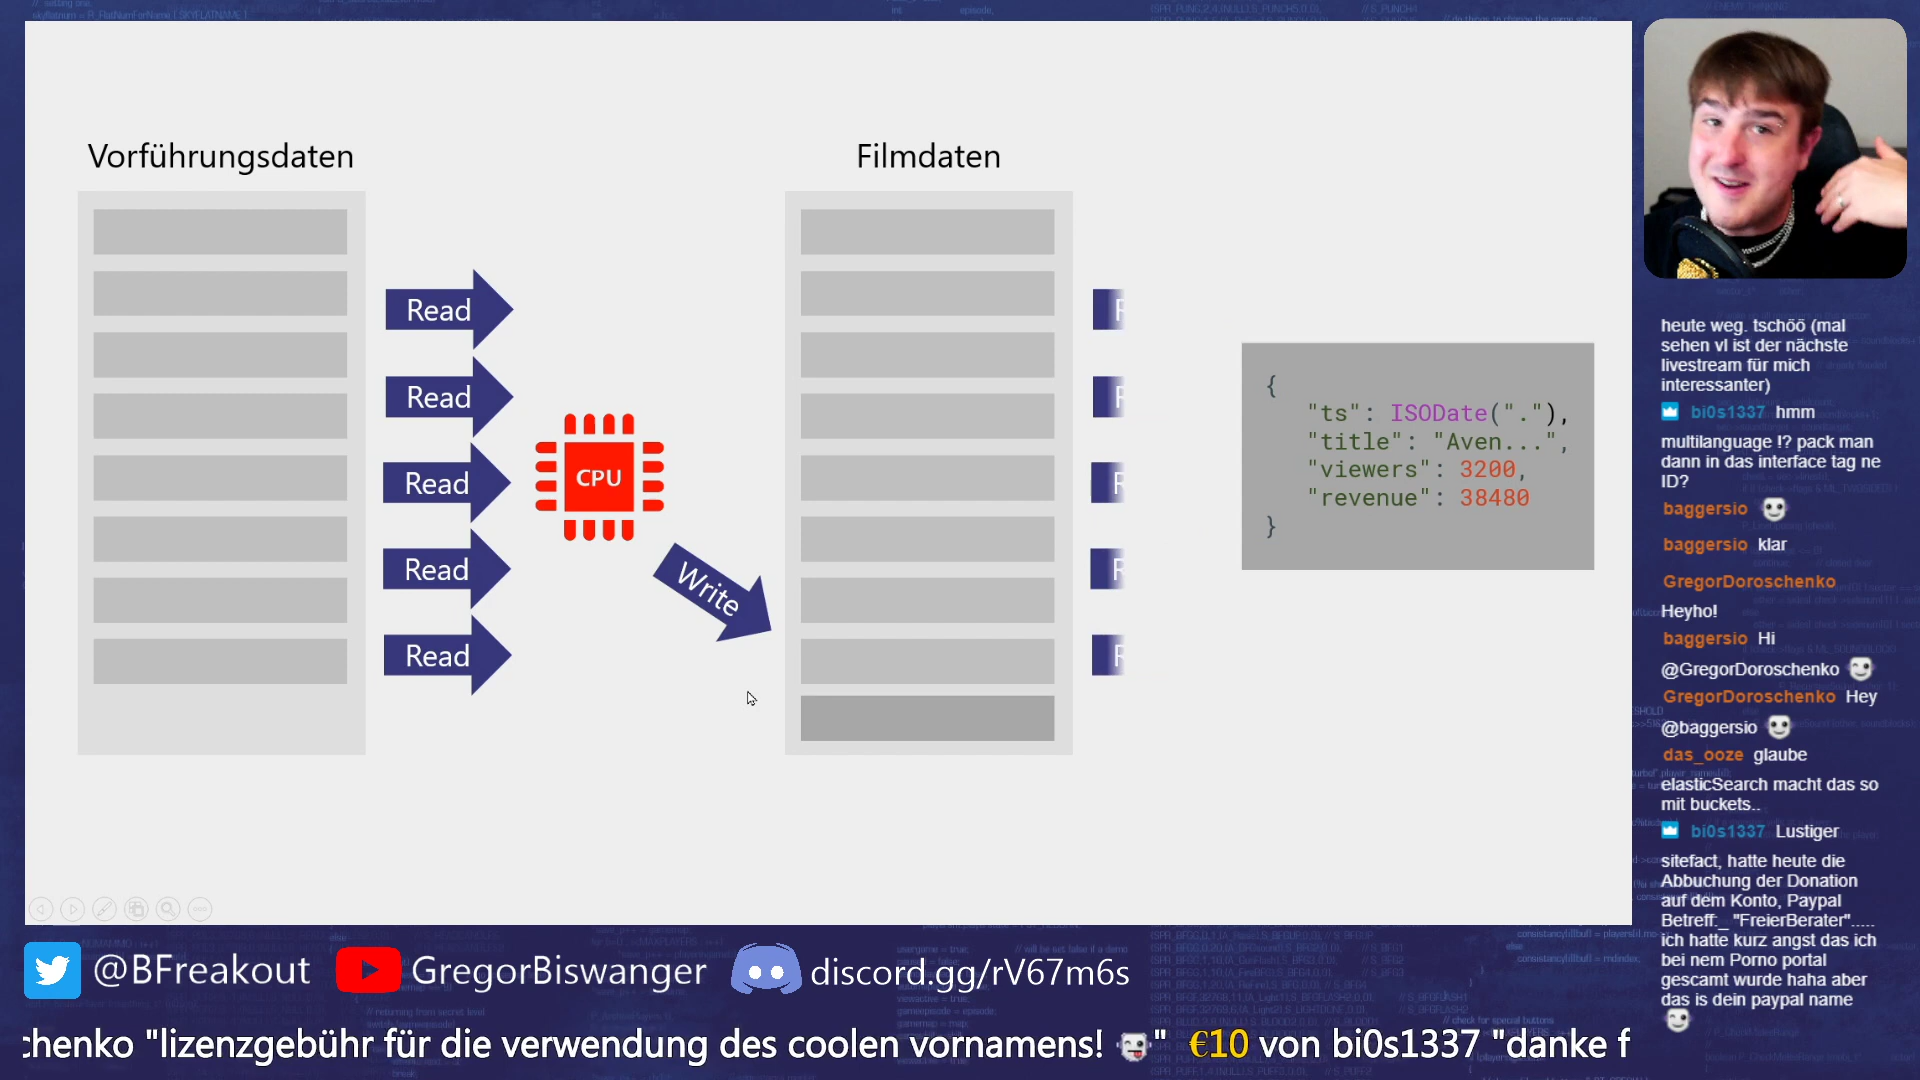 Vorführungsdaten
Filmdaten
Read
Read
Read
Read
Read
CPU
Write
{
"ts": ISODate("."),
"title": "Aven...",
"viewers": 3200,
"revenue": 38480
}
heute weg. tschöö (mal
sehen vl ist der nächste
livestream für mich
interessanter)
bi0s1337 hmm
multilanguage !? pack man
dann in das interface tag ne
ID?
baggersio
baggersio klar
GregorDoroschenko
Heyho!
baggersio Hi
@GregorDoroschenko
GregorDoroschenko Hey
@baggersio
das_ooze glaube
elasticSearch macht das so
mit buckets..
bi0s1337 Lustiger
sitefact, hatte heute die
Abbuchung der Donation
auf dem Konto, Paypal
Betreff:_ "FreierBerater".....
ich hatte kurz angst das ich
bei nem Porno portal
gescamt wurde haha aber
das is dein paypal name
@BFreakout
GregorBiswanger
discord.gg/rV67m6s
chenko "lizenzgebühr für die verwendung des coolen vornamens! " €10 von bi0s1337 "danke f